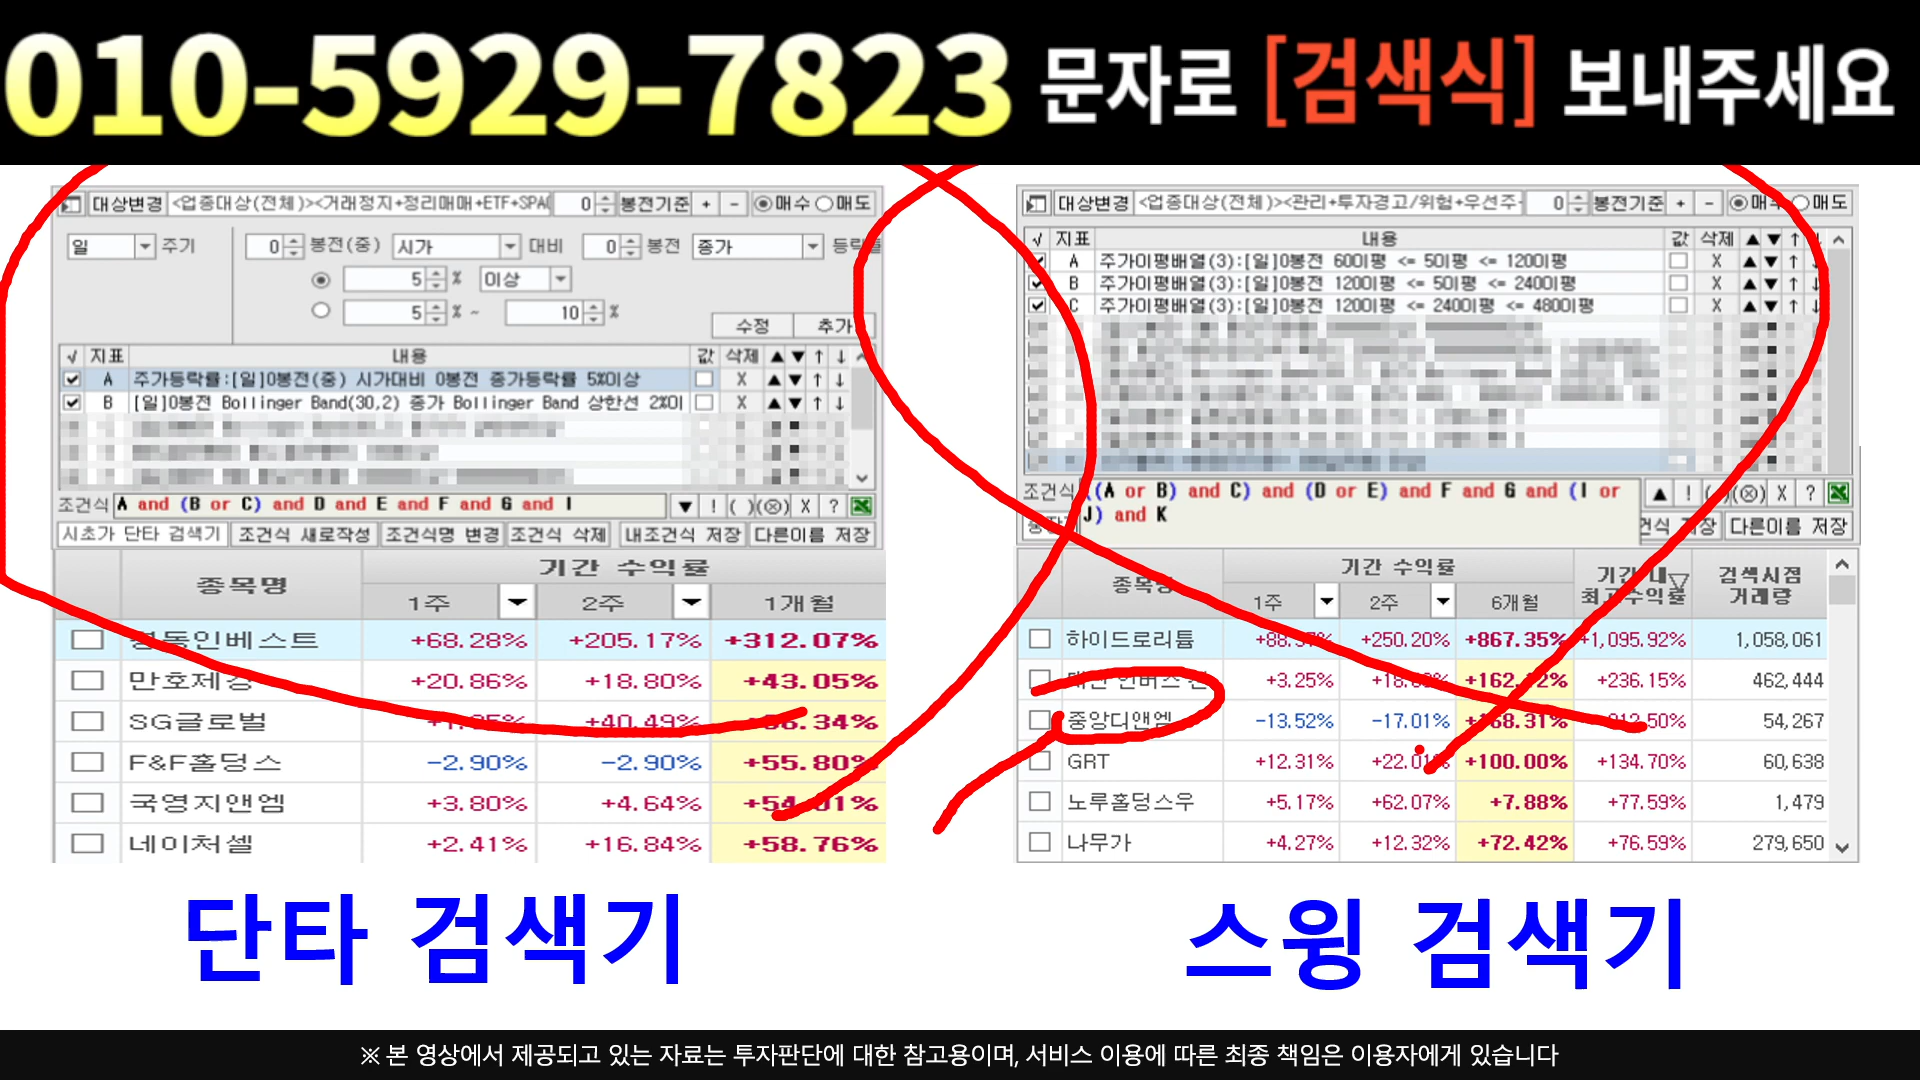 010-5929-7823 문자로 [검색식] 보내주세요
대상변경 <업종대상(전체)><거래정지+정리매매+ETF+SPA 0 봉전기준 + - 매수 매도
일 주기 0 봉전(중) 시가 대비 0 봉전 종가
5 % 이상
5 % ~ 10 %
수정 추가
√ 지표 내용 값 삭제 ▲ ▼ ↑ ↓
A 주가등락률:[일]0봉전(중) 시가대비 0봉전 종가등락률 5%이상 X ▲ ▼ ↑ ↓
B [일]0봉전 Bollinger Band(30,2) 종가 Bollinger Band 상한선 2%이 X ▲ ▼ ↑ ↓
조건식 A and (B or C) and D and E and F and G and I ▼ ! ( ) (⊗) X ?
시초가 단타 검색기 조건식 새로작성 조건식명 변경 조건식 삭제 내조건식 저장 다른이름 저장
종목명 기간 수익률
1주 2주 1개월
+68.28% +205.17% +312.07%
만호제강 +20.86% +18.80% +43.05%
SG글로벌 +40.49%
F&F홀딩스 -2.90% -2.90% +55.80%
국영지앤엠 +3.80% +4.64%
네이처셀 +2.41% +16.84% +58.76%
단타 검색기
대상변경 <업종대상(전체)><관리+투자경고/위험+우선주+ 0 봉전기준 + - 매수 매도
√ 지표 내용 값 삭제 ▲ ▼ ↑ ↓
A 주가이평배열(3):[일]0봉전 60이평 <= 5이평 <= 120이평 X ▲ ▼ ↑ ↓
B 주가이평배열(3):[일]0봉전 120이평 <= 5이평 <= 240이평 X ▲ ▼ ↑ ↓
C 주가이평배열(3):[일]0봉전 120이평 <= 240이평 <= 480이평 X ▲ ▼ ↑ ↓
조건식 ((A or B) and C) and (D or E) and F and G and (I or ▲ ! ( ) (⊗) X ?
J) and K
건식 저장 다른이름 저장
종목명 기간 수익률 기간 내 최고수익률 검색시점 거래량
1주 2주 6개월
하이드로리튬 +250.20% +867.35% +1,095.92% 1,058,061
+3.25% +236.15% 462,444
중앙디앤엠 -13.52% -17.01% 54,267
GRT +12.31% +100.00% +134.70% 60,638
노루홀딩스우 +5.17% +62.07% +7.88% +77.59% 1,479
나무가 +4.27% +12.32% +72.42% +76.59% 279,650
스윙 검색기
※ 본 영상에서 제공되고 있는 자료는 투자판단에 대한 참고용이며, 서비스 이용에 따른 최종 책임은 이용자에게 있습니다